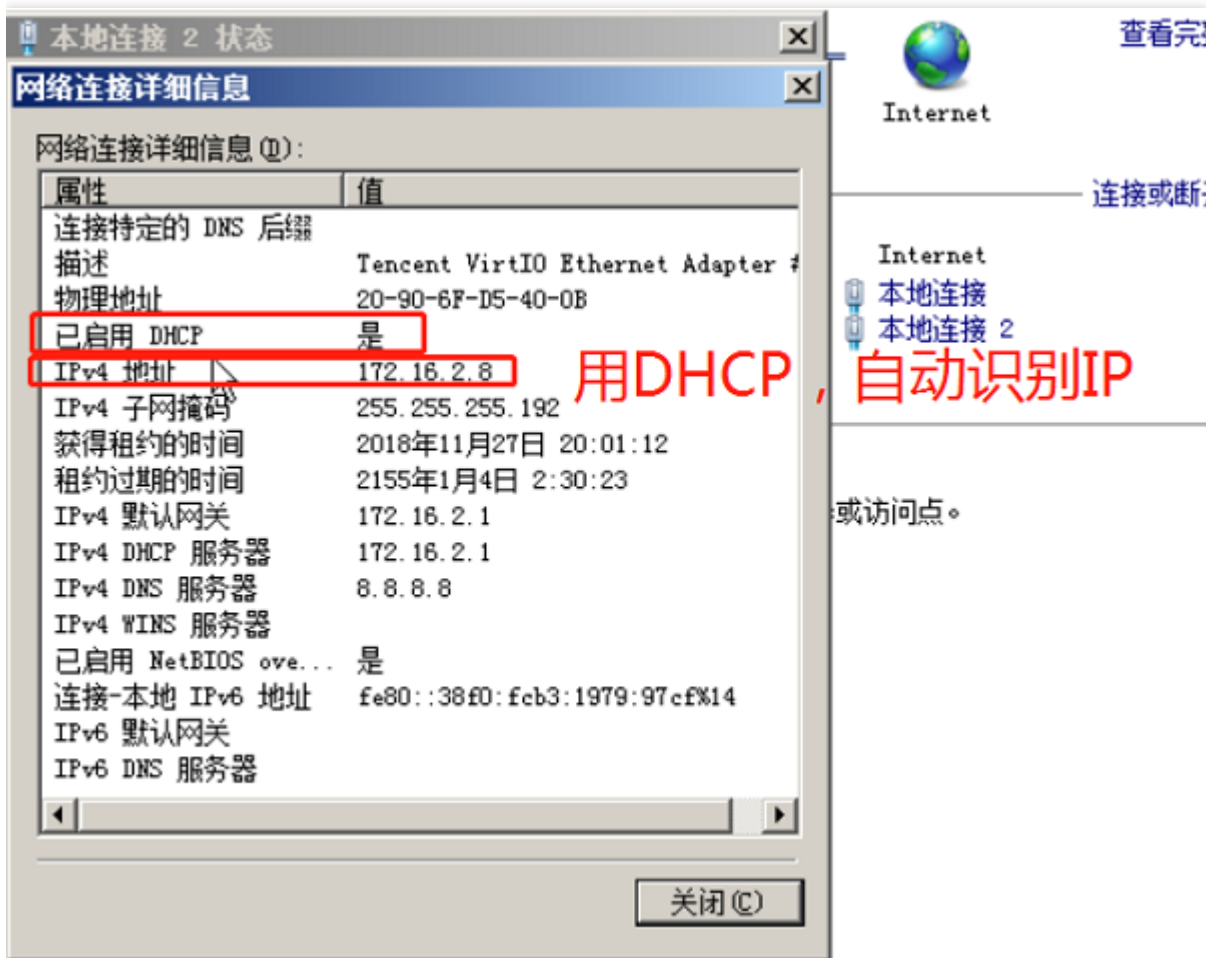 本地连接 2 状态
网络连接详细信息
网络连接详细信息(D):
属性 值
连接特定的 DNS 后缀
描述 Tencent VirtIO Ethernet Adapter #
物理地址 20-90-6F-D5-40-0B
已启用 DHCP 是
IPv4 地址 172.16.2.8
IPv4 子网掩码 255.255.255.192
获得租约的时间 2018年11月27日 20:01:12
租约过期的时间 2155年1月4日 2:30:23
IPv4 默认网关 172.16.2.1
IPv4 DHCP 服务器 172.16.2.1
IPv4 DNS 服务器 8.8.8.8
IPv4 WINS 服务器
已启用 NetBIOS ove... 是
连接-本地 IPv6 地址 fe80::38f0:fcb3:1979:97cf%14
IPv6 默认网关
IPv6 DNS 服务器
关闭(C)
用DHCP，自动识别IP
查看完
Internet
连接或断
Internet
本地连接
本地连接 2
或访问点。